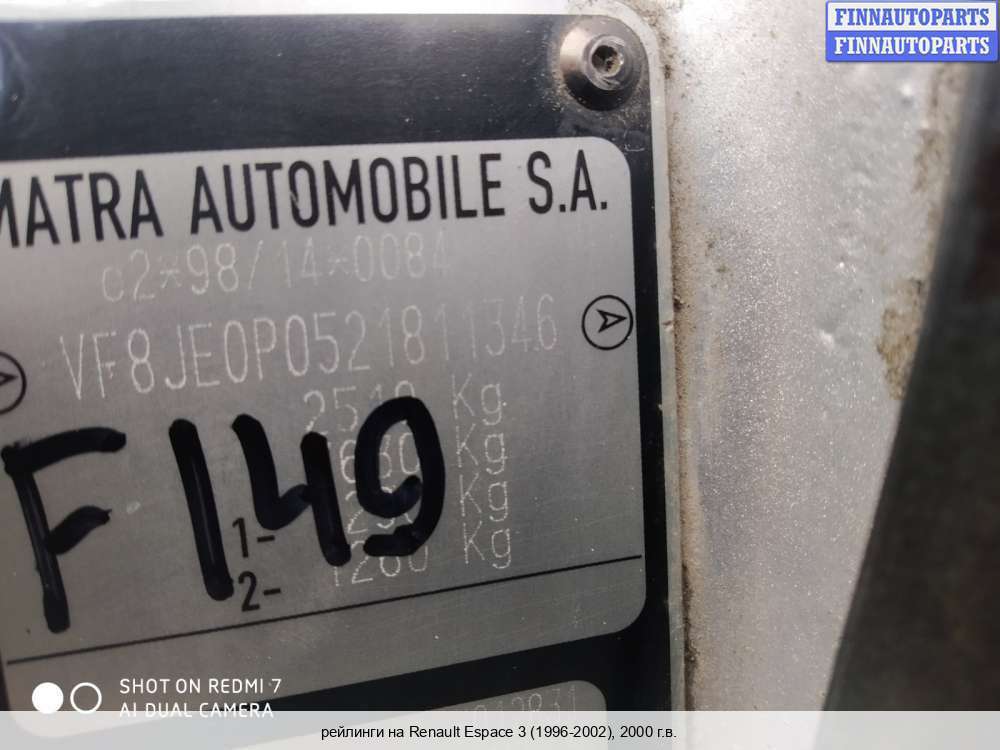 FINNAUTOPARTS
FINNAUTOPARTS
MATRA AUTOMOBILE S.A.
e2*98/14*0084
VF8JE0P0521811346
Kg
Kg
Kg
1- 1280 Kg
2-
F149
SHOT ON REDMI 7
AI DUAL CAMERA
рейлинги на Renault Espace 3 (1996-2002), 2000 г.в.